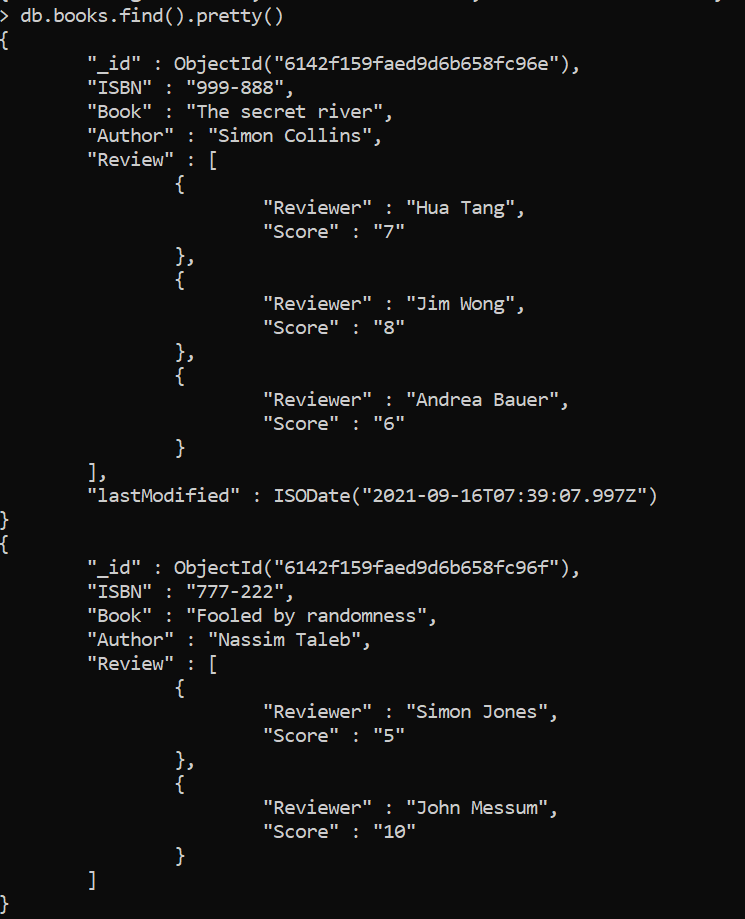 > db.books.find().pretty()
{
        "_id" : ObjectId("6142f159faed9d6b658fc96e"),
        "ISBN" : "999-888",
        "Book" : "The secret river",
        "Author" : "Simon Collins",
        "Review" : [
                {
                        "Reviewer" : "Hua Tang",
                        "Score" : "7"
                },
                {
                        "Reviewer" : "Jim Wong",
                        "Score" : "8"
                },
                {
                        "Reviewer" : "Andrea Bauer",
                        "Score" : "6"
                }
        ],
        "lastModified" : ISODate("2021-09-16T07:39:07.997Z")
}
{
        "_id" : ObjectId("6142f159faed9d6b658fc96f"),
        "ISBN" : "777-222",
        "Book" : "Fooled by randomness",
        "Author" : "Nassim Taleb",
        "Review" : [
                {
                        "Reviewer" : "Simon Jones",
                        "Score" : "5"
                },
                {
                        "Reviewer" : "John Messum",
                        "Score" : "10"
                }
        ]
}